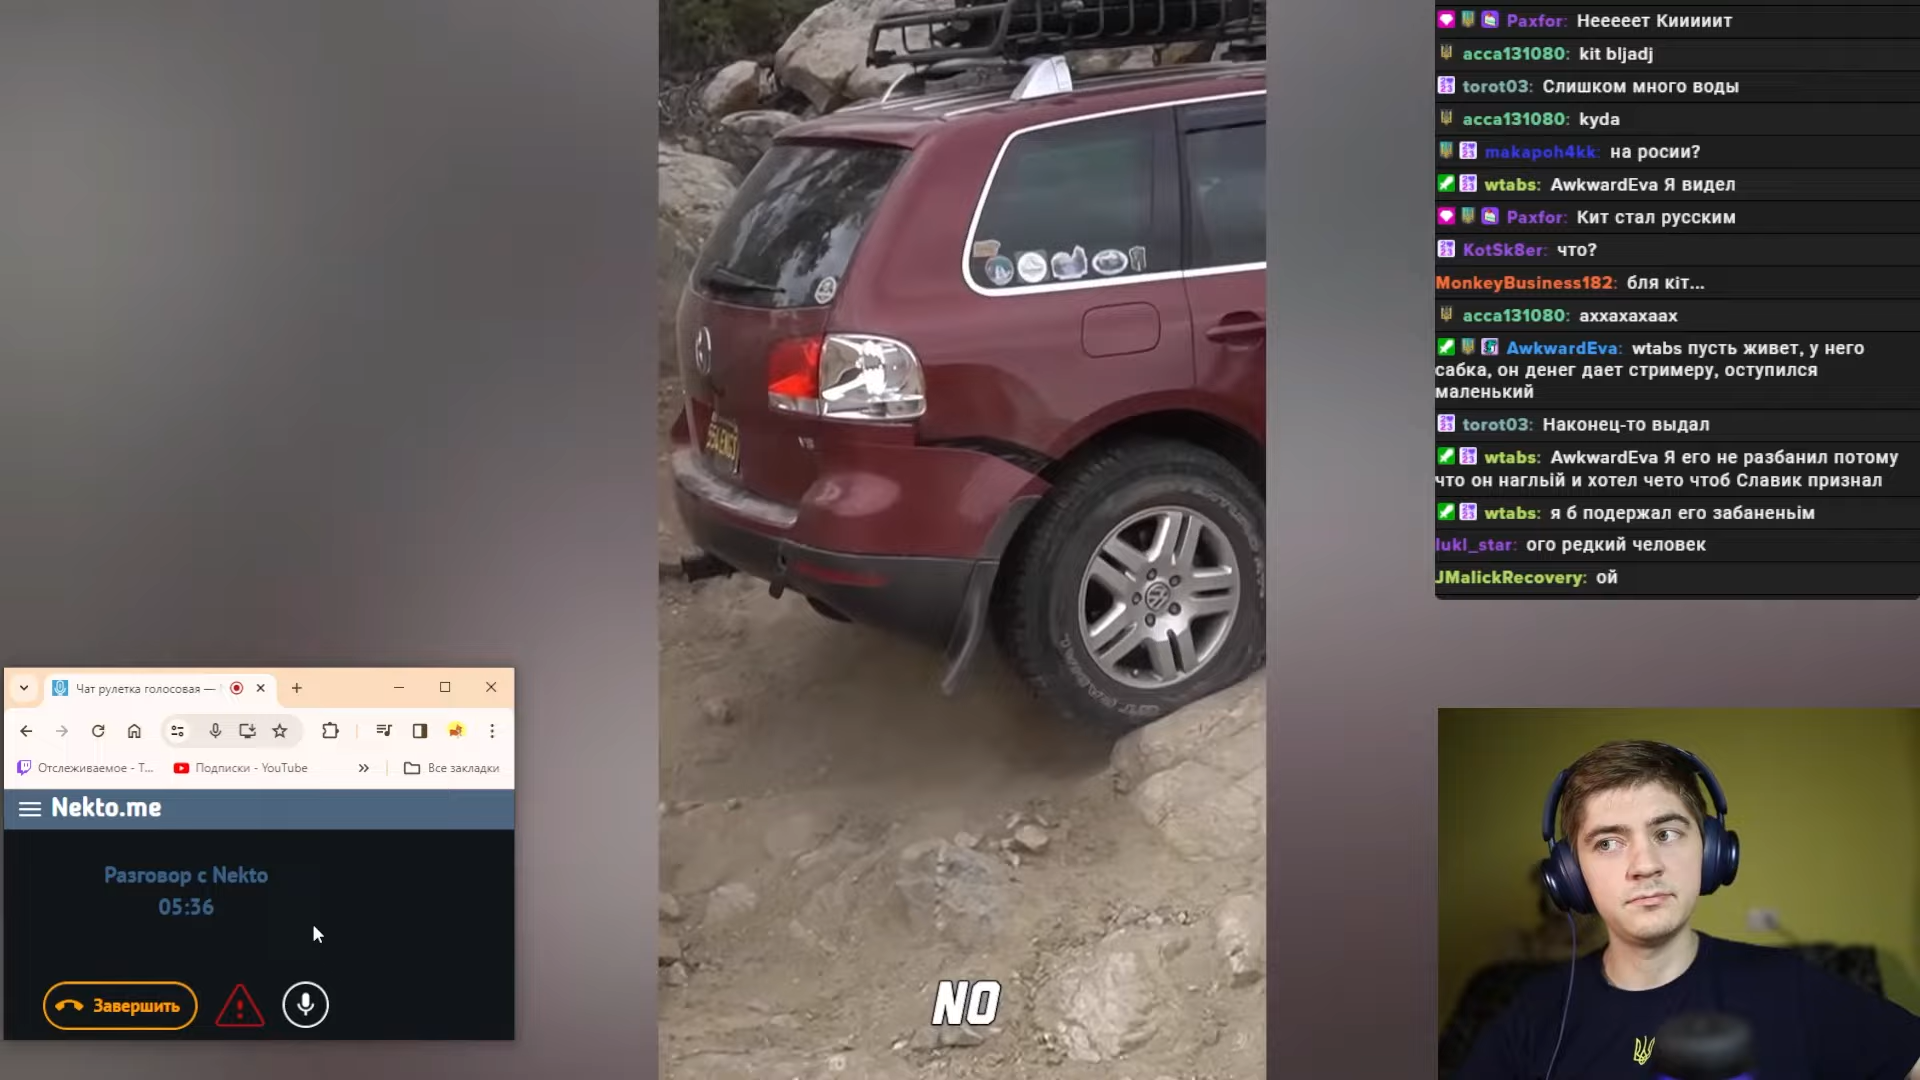 Paxfor: Нееееет Кииииит
acca131080: kit bljadj
torot03: Слишком много воды
acca131080: kyda
makapoh4kk: на росии?
wtabs: AwkwardEva Я видел
Paxfor: Кит стал русским
KotSk8er: что?
MonkeyBusiness182: бля кіт...
acca131080: аххахахаах
AwkwardEva: wtabs пусть живет, у него
сабка, он денег дает стримеру, оступился
маленький
torot03: Наконец-то выдал
wtabs: AwkwardEva Я его не разбанил потому
что он наглый и хотел чето чтоб Славик признал
wtabs: я б подержал его забаненым
lukl_star: ого редкий человек
JMalickRecovery: ой
V8
NO
Чат рулетка голосовая —
Отслеживаемое - T...
Подписки - YouTube
Все закладки
Nekto.me
Разговор с Nekto
05:36
Завершить